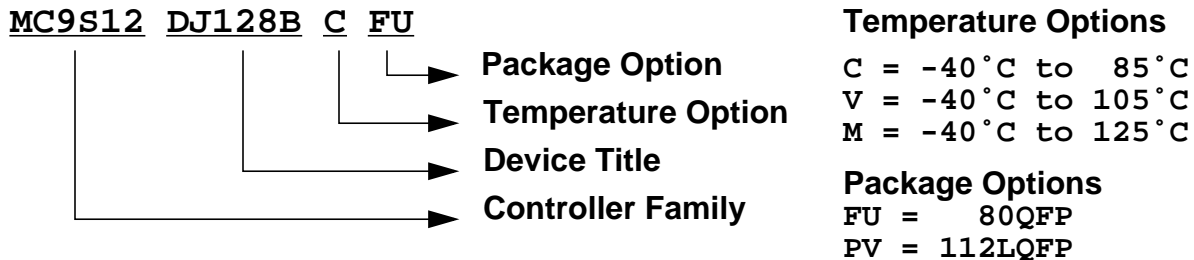 MC9S12 DJ128B C FU
Package Option
Temperature Option
Device Title
Controller Family
Temperature Options
C = -40˚C to 85˚C
V = -40˚C to 105˚C
M = -40˚C to 125˚C
Package Options
FU = 80QFP
PV = 112LQFP